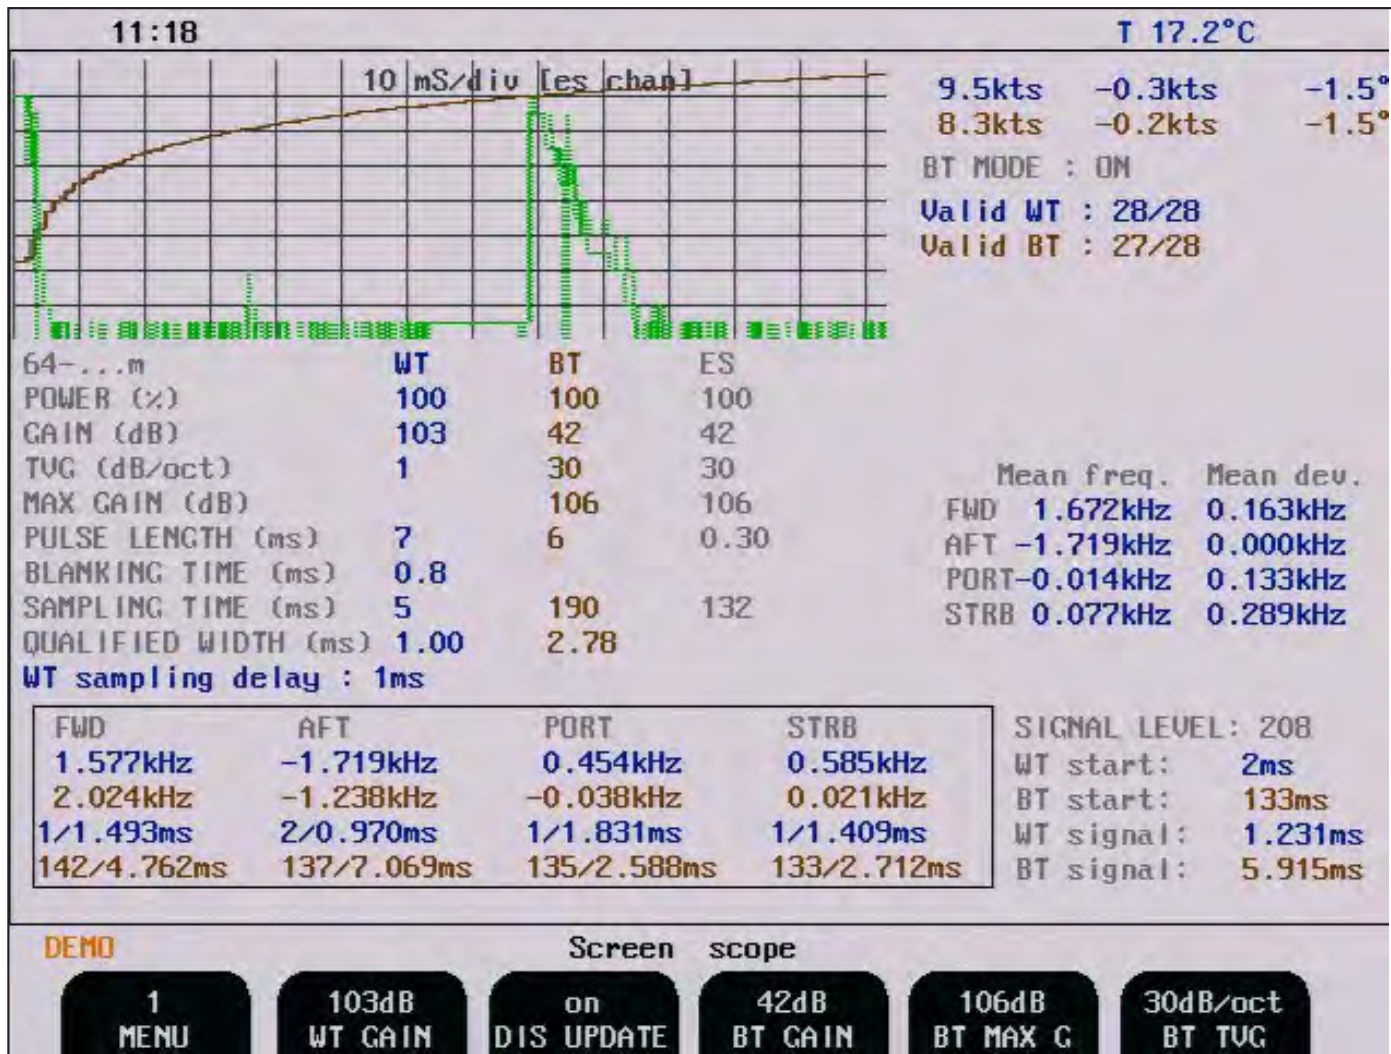 11:18 T 17.2°C
10 mS/div [es chan]
9.5kts -0.3kts -1.5°
8.3kts -0.2kts -1.5°
BT MODE : ON
Valid WT : 28/28
Valid BT : 27/28
64-...m WT BT ES
POWER (%) 100 100 100
GAIN (dB) 103 42 42
TVG (dB/oct) 1 30 30
MAX GAIN (dB) 106 106
PULSE LENGTH (ms) 7 6 0.30
BLANKING TIME (ms) 0.8
SAMPLING TIME (ms) 5 190 132
QUALIFIED WIDTH (ms) 1.00 2.78
WT sampling delay : 1ms
Mean freq. Mean dev.
FWD 1.672kHz 0.163kHz
AFT -1.719kHz 0.000kHz
PORT-0.014kHz 0.133kHz
STRB 0.077kHz 0.289kHz
FWD AFT PORT STRB
1.577kHz -1.719kHz 0.454kHz 0.585kHz
2.024kHz -1.238kHz -0.038kHz 0.021kHz
1/1.493ms 2/0.970ms 1/1.831ms 1/1.409ms
142/4.762ms 137/7.069ms 135/2.588ms 133/2.712ms
SIGNAL LEVEL: 208
WT start: 2ms
BT start: 133ms
WT signal: 1.231ms
BT signal: 5.915ms
DEMO Screen scope
1 103dB on 42dB 106dB 30dB/oct
MENU WT GAIN DIS UPDATE BT GAIN BT MAX G BT TVG